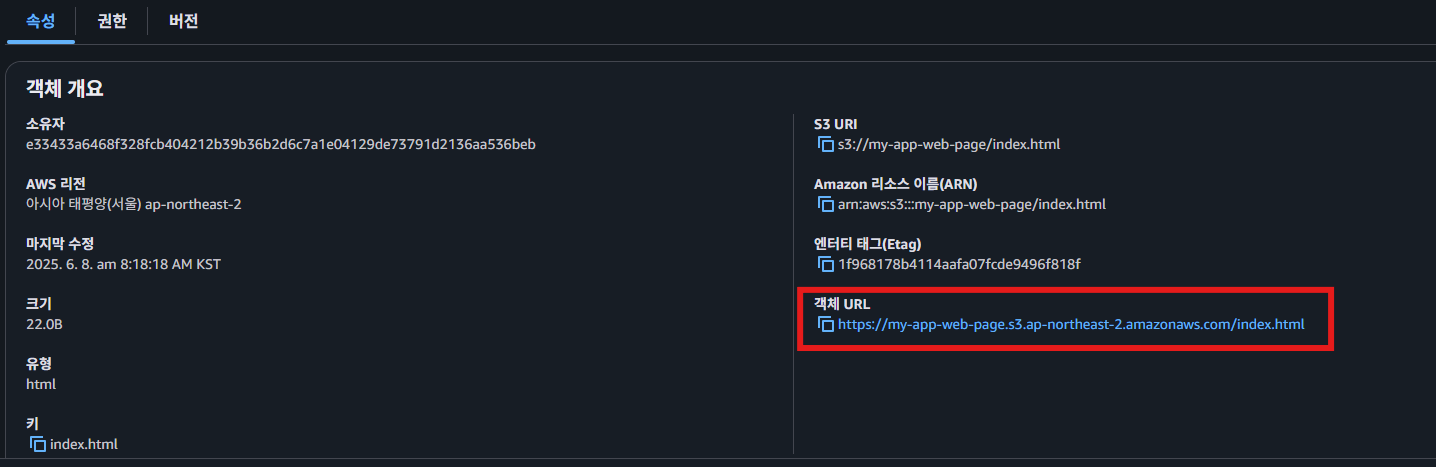 속성
권한
버전
객체 개요
소유자
e33433a6468f328fcb404212b39b36b2d6c7a1e04129de73791d2136aa536beb
AWS 리전
아시아 태평양(서울) ap-northeast-2
마지막 수정
2025. 6. 8. am 8:18:18 AM KST
크기
22.0B
유형
html
키
index.html
S3 URI
s3://my-app-web-page/index.html
Amazon 리소스 이름(ARN)
arn:aws:s3:::my-app-web-page/index.html
엔터티 태그(Etag)
1f968178b4114aafa07fcde9496f818f
객체 URL
https://my-app-web-page.s3.ap-northeast-2.amazonaws.com/index.html